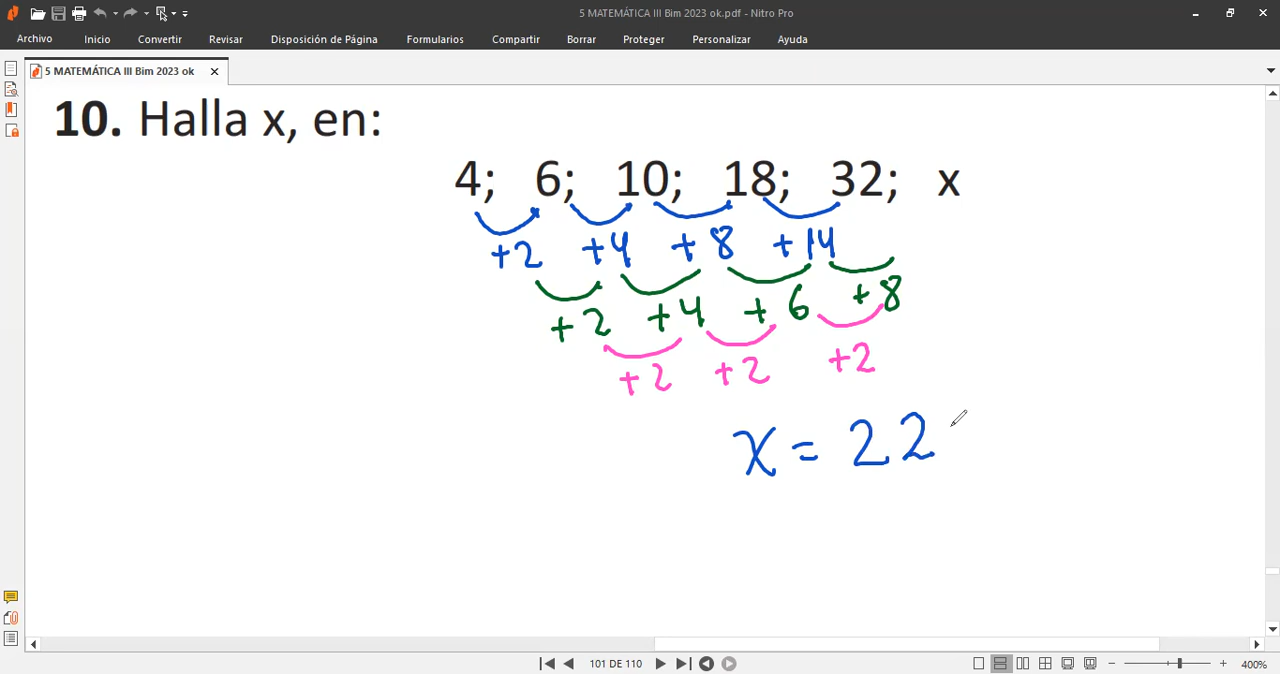 5 MATEMÁTICA III Bim 2023 ok.pdf - Nitro Pro
Archivo Inicio Convertir Revisar Disposición de Página Formularios Compartir Borrar Proteger Personalizar Ayuda
5 MATEMÁTICA III Bim 2023 ok
10. Halla x, en:
4; 6; 10; 18; 32; x
+2 +4 +8 +14
+2 +4 +6 +8
+2 +2 +2
x = 22
101 DE 110
400%